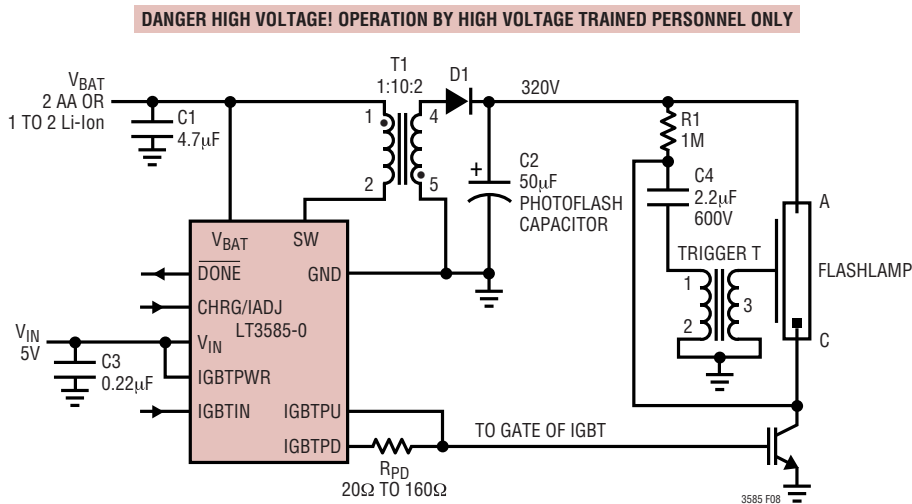 DANGER HIGH VOLTAGE! OPERATION BY HIGH VOLTAGE TRAINED PERSONNEL ONLY
VBAT
2 AA OR
1 TO 2 Li-Ion
C1
4.7µF
T1
1:10:2
D1
1
2
4
5
320V
C2
50µF
PHOTOFLASH
CAPACITOR
+
R1
1M
C4
2.2µF
600V
TRIGGER T
1
2
3
A
FLASHLAMP
C
VBAT
SW
DONE
GND
CHRG/IADJ
LT3585-0
VIN
5V
VIN
C3
0.22µF
IGBTPWR
IGBTIN
IGBTPU
IGBTPD
RPD
20Ω TO 160Ω
TO GATE OF IGBT
3585 F08